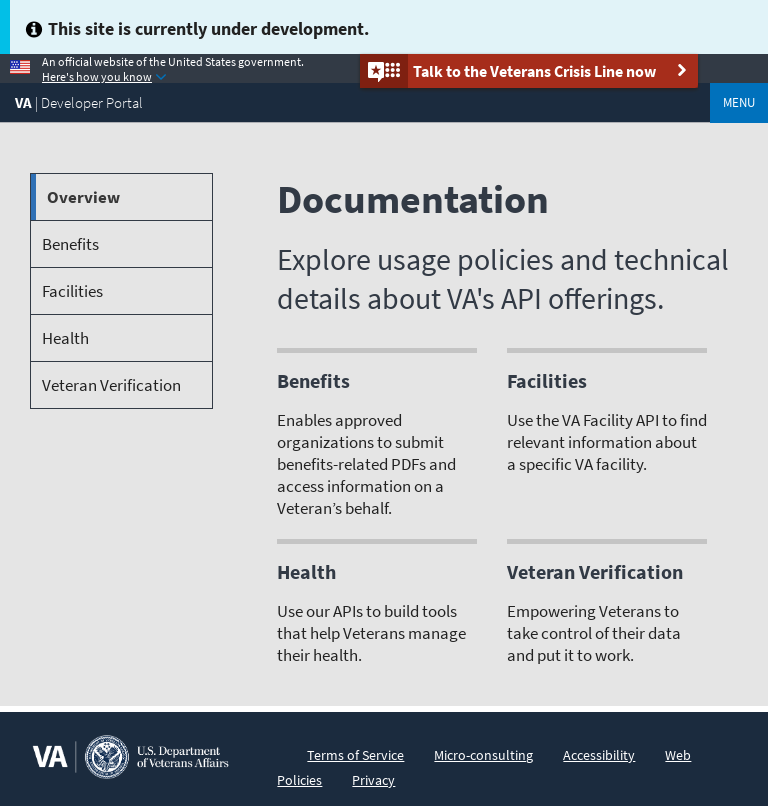 This site is currently under development.
An official website of the United States government.
Here's how you know
Talk to the Veterans Crisis Line now
VA | Developer Portal
MENU
Overview
Benefits
Facilities
Health
Veteran Verification
Documentation
Explore usage policies and technical
details about VA's API offerings.
Benefits
Enables approved
organizations to submit
benefits-related PDFs and
access information on a
Veteran’s behalf.
Facilities
Use the VA Facility API to find
relevant information about
a specific VA facility.
Health
Use our APIs to build tools
that help Veterans manage
their health.
Veteran Verification
Empowering Veterans to
take control of their data
and put it to work.
VA
U.S. Department
of Veterans Affairs
Terms of Service Micro-consulting Accessibility Web
Policies Privacy